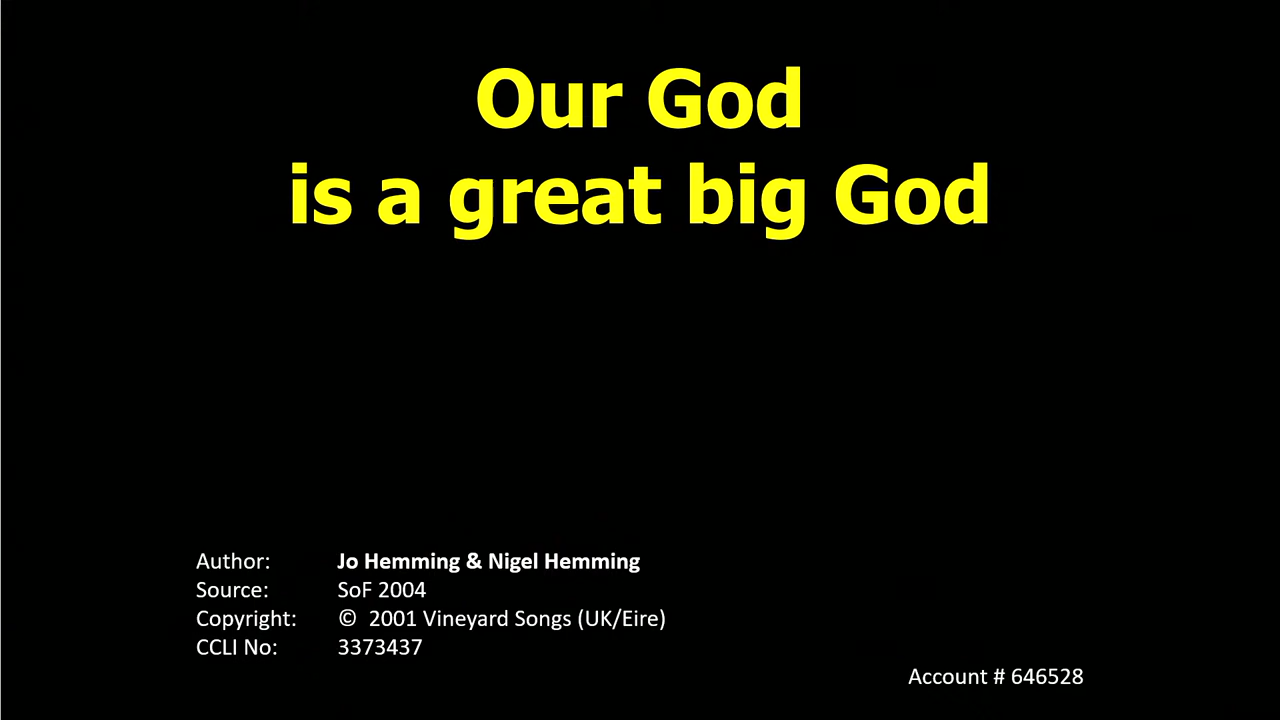 Our God
is a great big God
Author: Jo Hemming & Nigel Hemming
Source: SoF 2004
Copyright: © 2001 Vineyard Songs (UK/Eire)
CCLI No: 3373437
Account # 646528